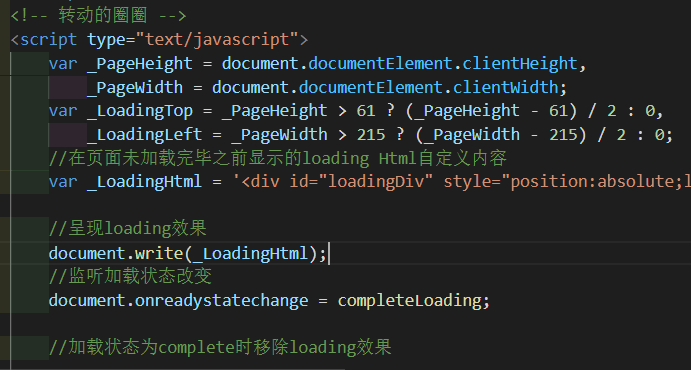 <!-- 转动的圈圈 -->
<script type="text/javascript">
var _PageHeight = document.documentElement.clientHeight,
_PageWidth = document.documentElement.clientWidth;
var _LoadingTop = _PageHeight > 61 ? (_PageHeight - 61) / 2 : 0,
_LoadingLeft = _PageWidth > 215 ? (_PageWidth - 215) / 2 : 0;
//在页面未加载完毕之前显示的loading Html自定义内容
var _LoadingHtml = '<div id="loadingDiv" style="position:absolute;l
//呈现loading效果
document.write(_LoadingHtml);
//监听加载状态改变
document.onreadystatechange = completeLoading;
//加载状态为complete时移除loading效果